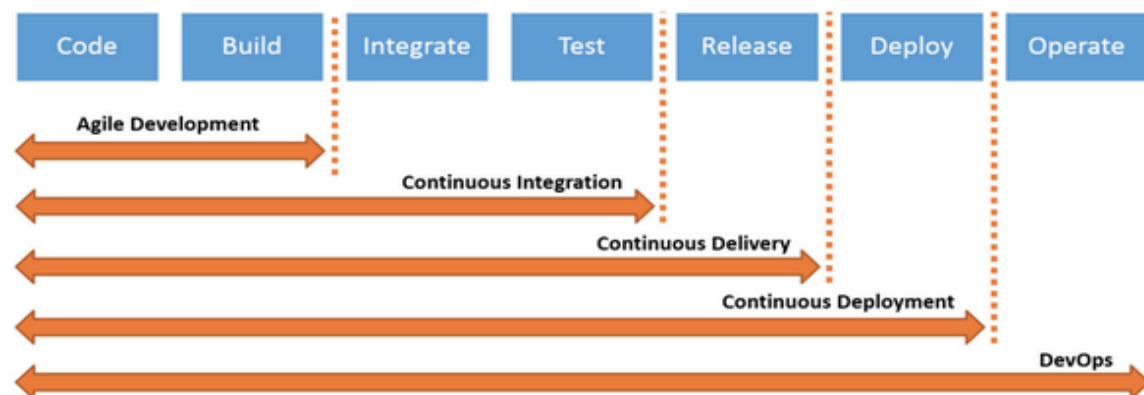 Code Build Integrate Test Release Deploy Operate
Agile Development
Continuous Integration
Continuous Delivery
Continuous Deployment
DevOps